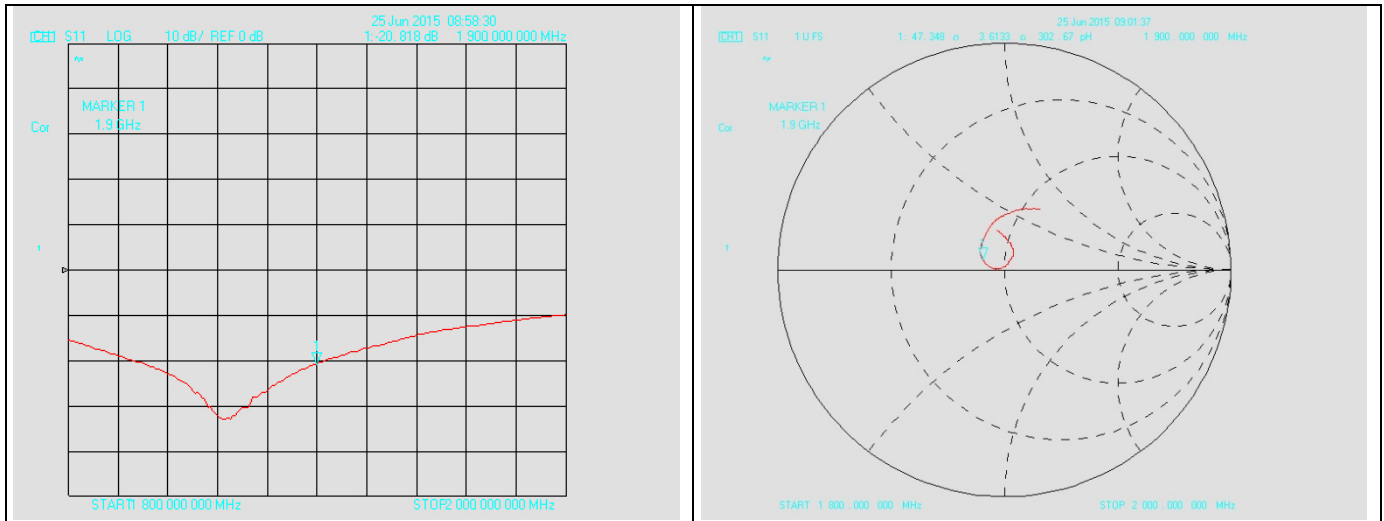 25 Jun 2015 08:58:30
CH1 S11 LOG 10 dB/ REF 0 dB 1:-20. 818 dB 1 900 000 000 MHz
MARKER 1
Cor 1.9 GHz
1
1
START1 800 000 000 MHz STOP2 000 000 000 MHz
25 Jun 2015 09:01:37
CH1 S11 1 U FS 1: 47. 348 Ω 3.6133 Ω 302. 67 pH 1 900 . 000 000 MHz
MARKER 1
Cor 1.9 GHz
1
START 1 800 . 000 000 MHz STOP 2 000 . 000 000 MHz